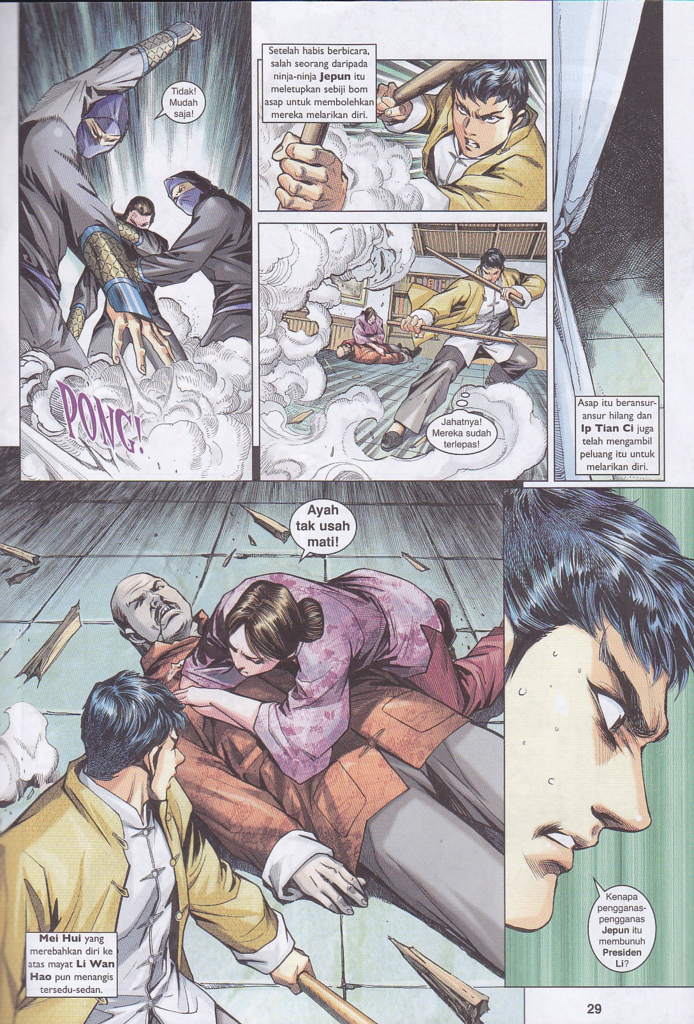 Tidak!
Mudah
saja!
Setelah habis berbicara,
salah seorang daripada
ninja-ninja Jepun itu
meletupkan sebiji bom
asap untuk membolehkan
mereka melarikan diri.
PONG!
Jahatnya!
Mereka sudah
terlepas!
Asap itu beransur-
ansur hilang dan
Ip Tian Ci juga
telah mengambil
peluang itu untuk
melarikan diri.
Ayah
tak usah
mati!
Mei Hui yang
merebahkan diri ke
atas mayat Li Wan
Hao pun menangis
tersedu-sedan.
Kenapa
pengganas-
pengganas
Jepun itu
membunuh
Presiden
Li?
29